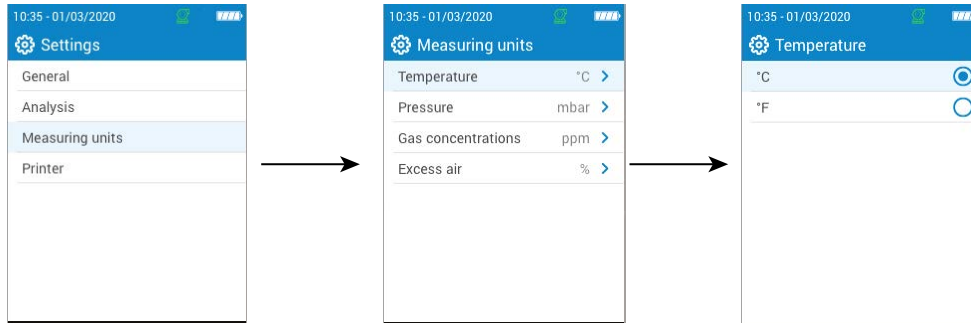 10:35 - 01/03/2020
Settings
General
Analysis
Measuring units
Printer
10:35 - 01/03/2020
Measuring units
Temperature °C
Pressure mbar
Gas concentrations ppm
Excess air %
10:35 - 01/03/2020
Temperature
°C
°F